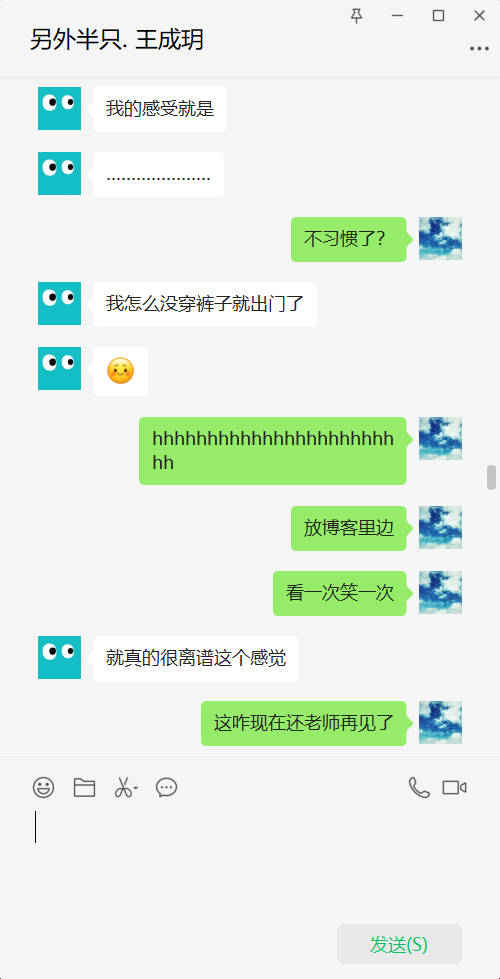 另外半只. 王成玥
我的感受就是
.....................
不习惯了?
我怎么没穿裤子就出门了
hhhhhhhhhhhhhhhhhhhhhh
hh
放博客里边
看一次笑一次
就真的很离谱这个感觉
这咋现在还老师再见了
发送(S)